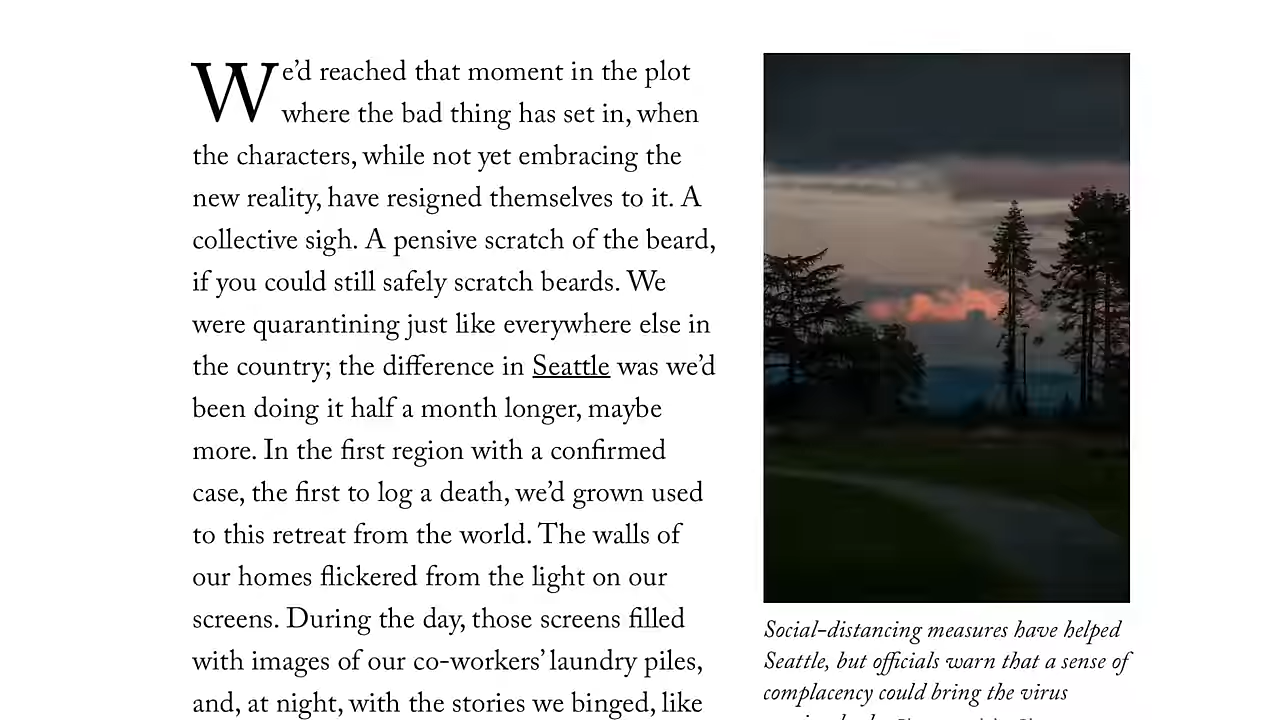 We’d reached that moment in the plot
where the bad thing has set in, when
the characters, while not yet embracing the
new reality, have resigned themselves to it. A
collective sigh. A pensive scratch of the beard,
if you could still safely scratch beards. We
were quarantining just like everywhere else in
the country; the difference in Seattle was we’d
been doing it half a month longer, maybe
more. In the first region with a confirmed
case, the first to log a death, we’d grown used
to this retreat from the world. The walls of
our homes flickered from the light on our
screens. During the day, those screens filled
with images of our co-workers’ laundry piles,
and, at night, with the stories we binged, like
Social-distancing measures have helped
Seattle, but officials warn that a sense of
complacency could bring the virus